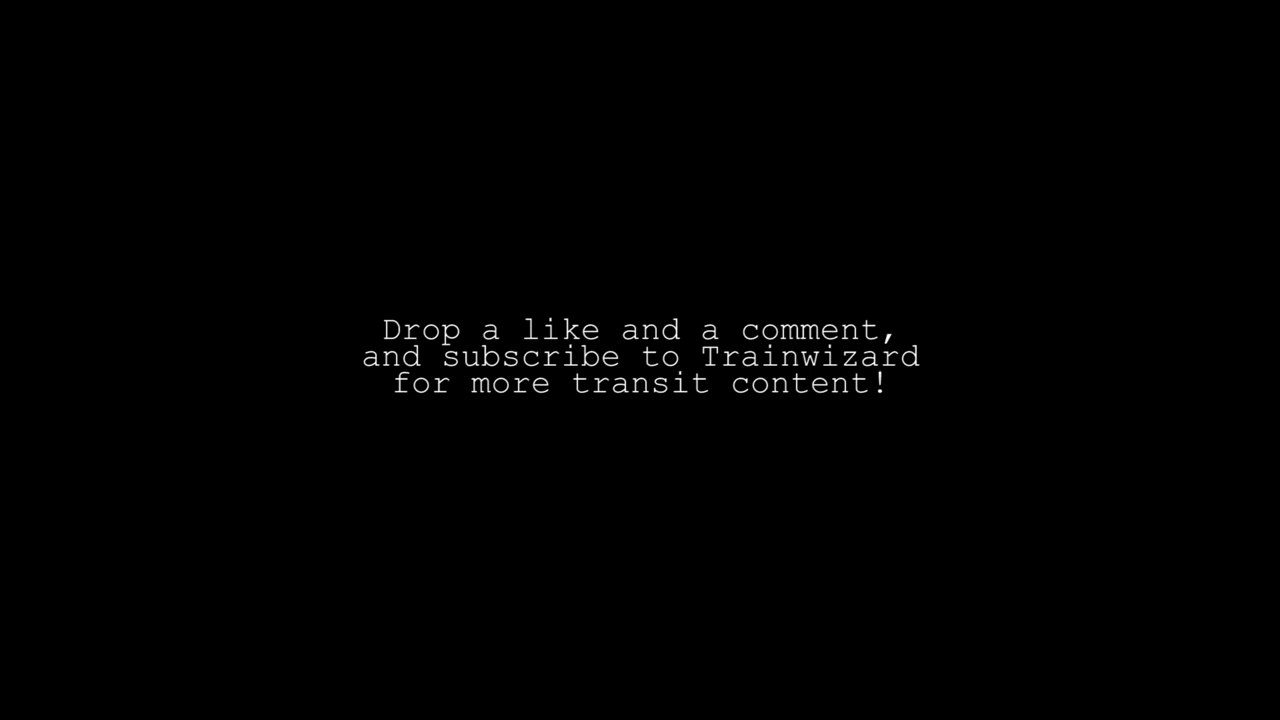 Drop a like and a comment,
and subscribe to Trainwizard
for more transit content!